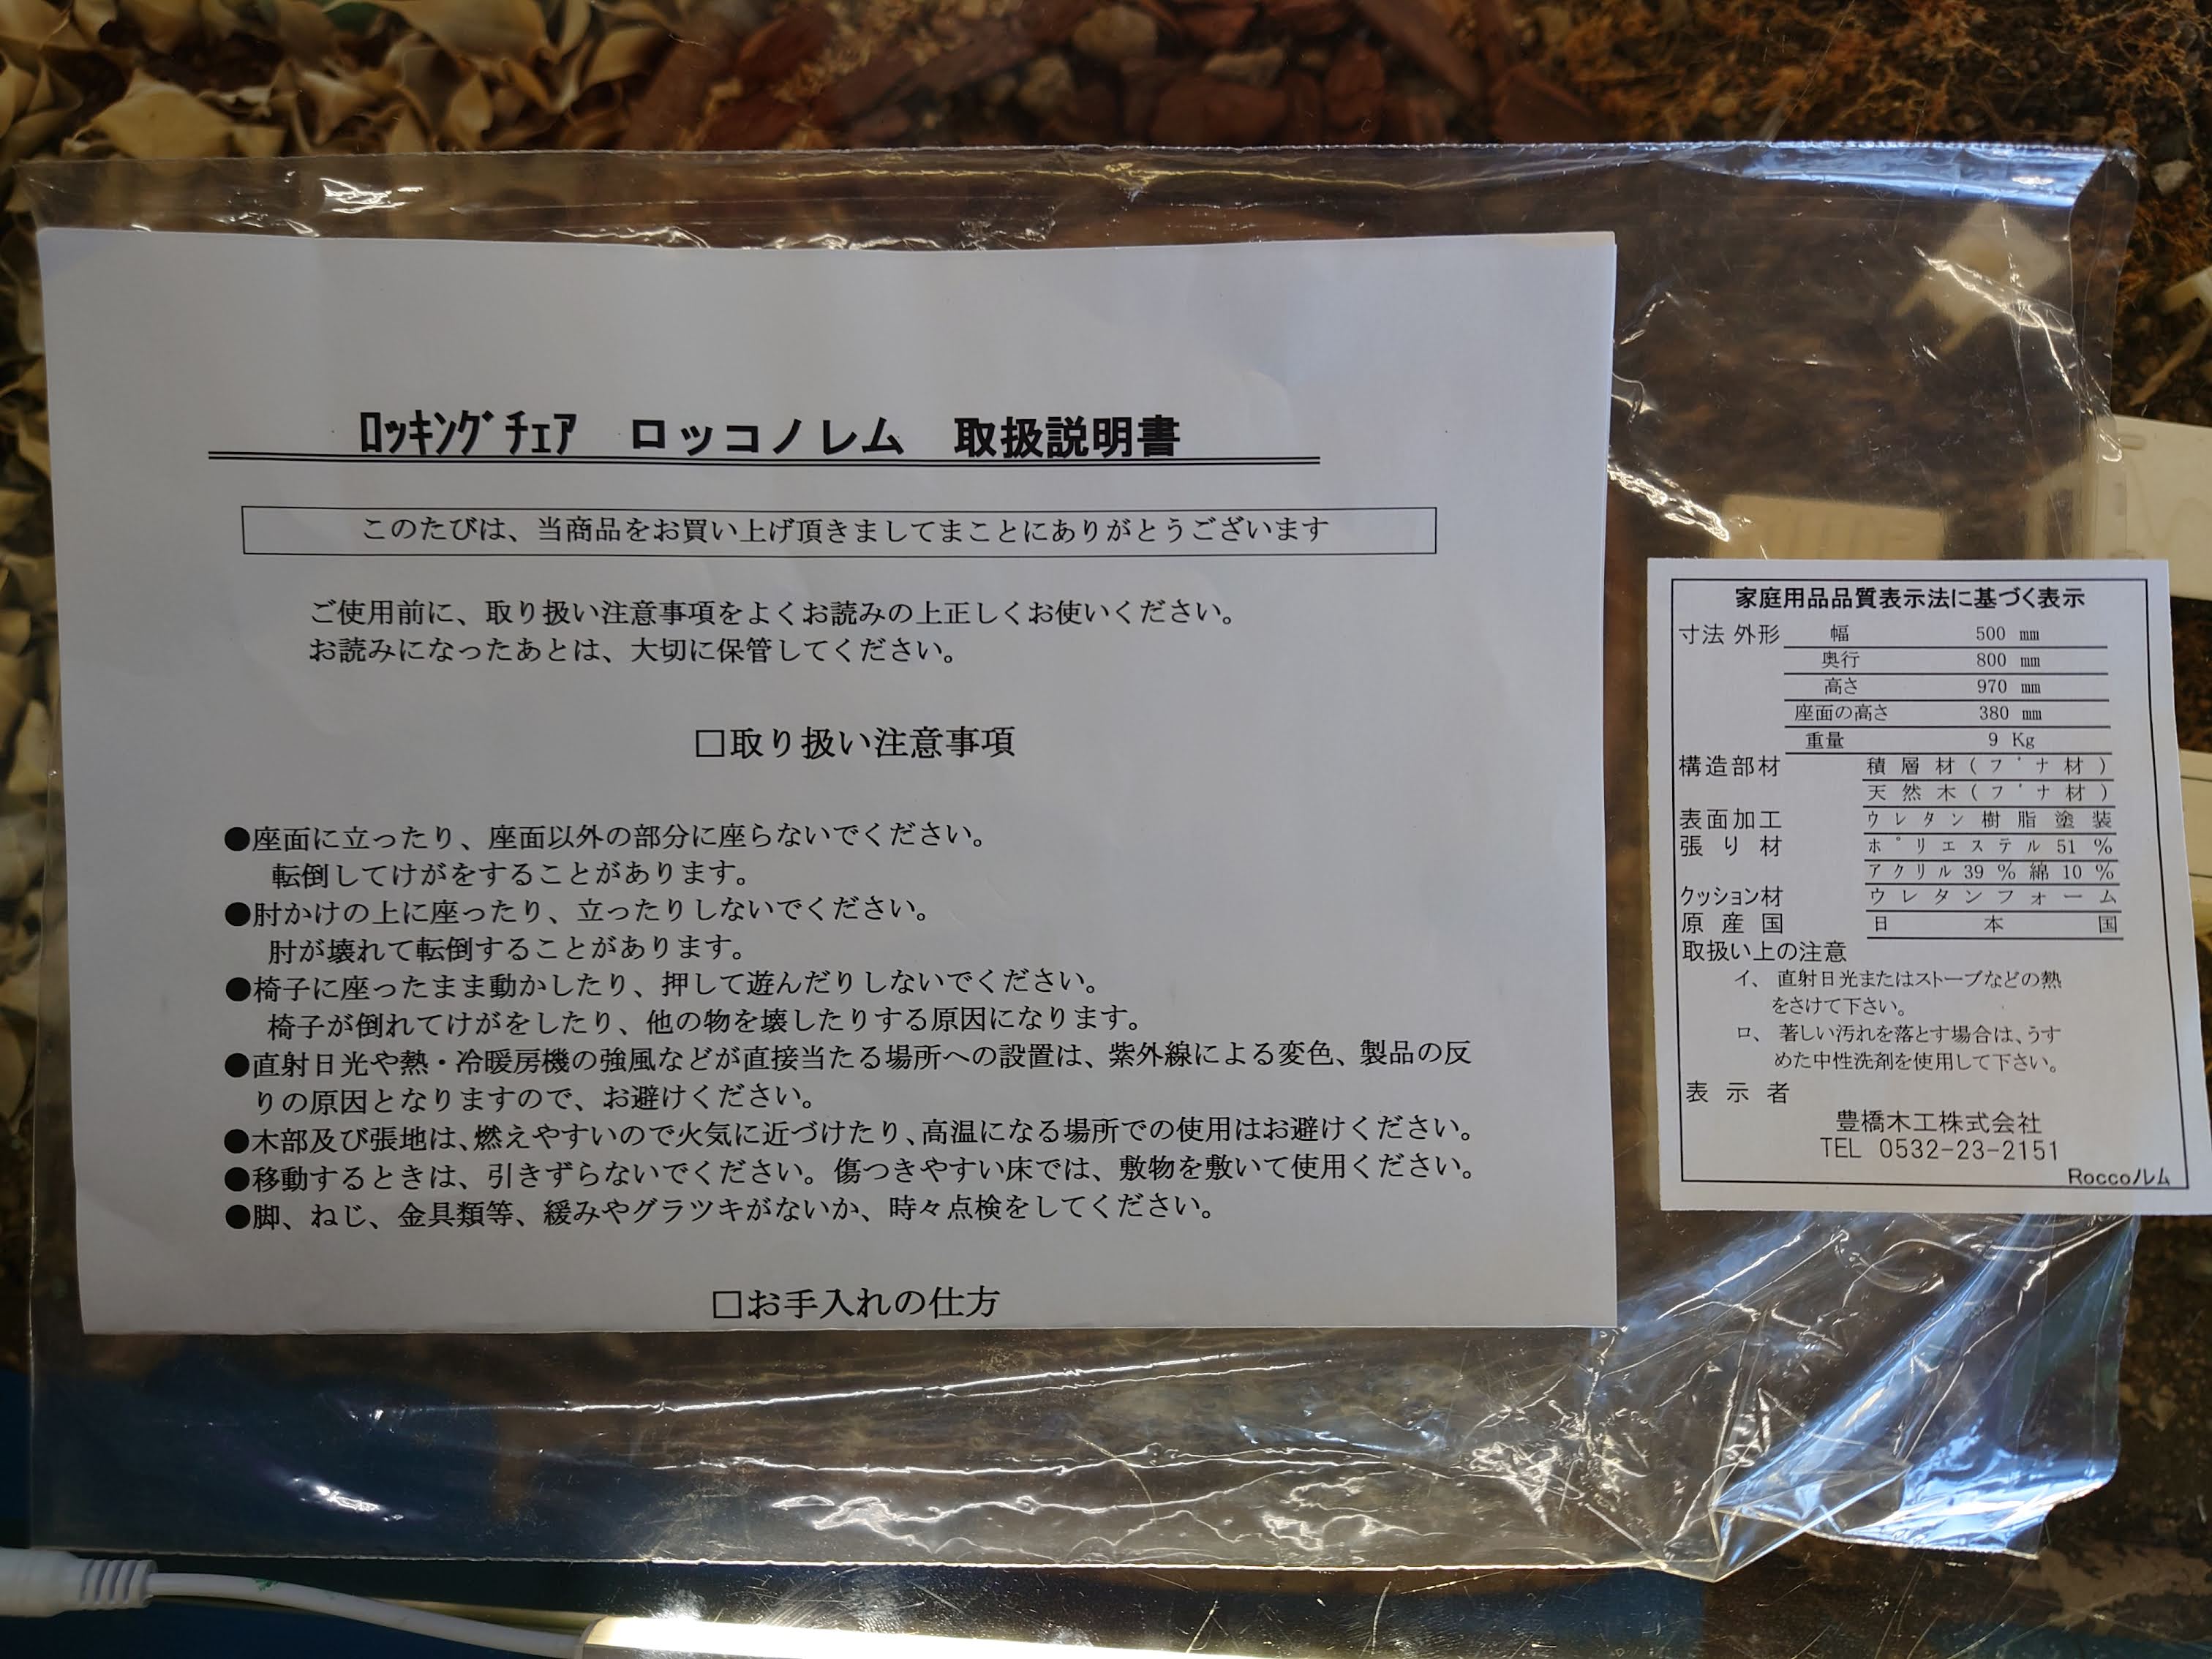 ﾛｯｷﾝｸﾞﾁｪｱ ロッコノレム 取扱説明書
このたびは、当商品をお買い上げ頂きましてまことにありがとうございます
ご使用前に、取り扱い注意事項をよくお読みの上正しくお使いください。
お読みになったあとは、大切に保管してください。
□取り扱い注意事項
●座面に立ったり、座面以外の部分に座らないでください。
転倒してけがをすることがあります。
●肘かけの上に座ったり、立ったりしないでください。
肘が壊れて転倒することがあります。
●椅子に座ったまま動かしたり、押して遊んだりしないでください。
椅子が倒れてけがをしたり、他の物を壊したりする原因になります。
●直射日光や熱・冷暖房機の強風などが直接当たる場所への設置は、紫外線による変色、製品の反
りの原因となりますので、お避けください。
●木部及び張地は、燃えやすいので火気に近づけたり、高温になる場所での使用はお避けください。
●移動するときは、引きずらないでください。傷つきやすい床では、敷物を敷いて使用ください。
●脚、ねじ、金具類等、緩みやグラツキがないか、時々点検をしてください。
□お手入れの仕方
家庭用品品質表示法に基づく表示
寸法 外形 幅 500 mm
奥行 800 mm
高さ 970 mm
座面の高さ 380 mm
重量 9 Kg
構造部材 積層材(ブナ材)
天然木(ブナ材)
表面加工 ウレタン樹脂塗装
張り材 ポリエステル 51 %
アクリル 39 % 綿 10 %
クッション材 ウレタンフォーム
原産国 日本国
取扱い上の注意
イ、直射日光またはストーブなどの熱
をさけて下さい。
ロ、著しい汚れを落とす場合は、うす
めた中性洗剤を使用して下さい。
表示者
豊橋木工株式会社
TEL 0532-23-2151
Roccoノレム